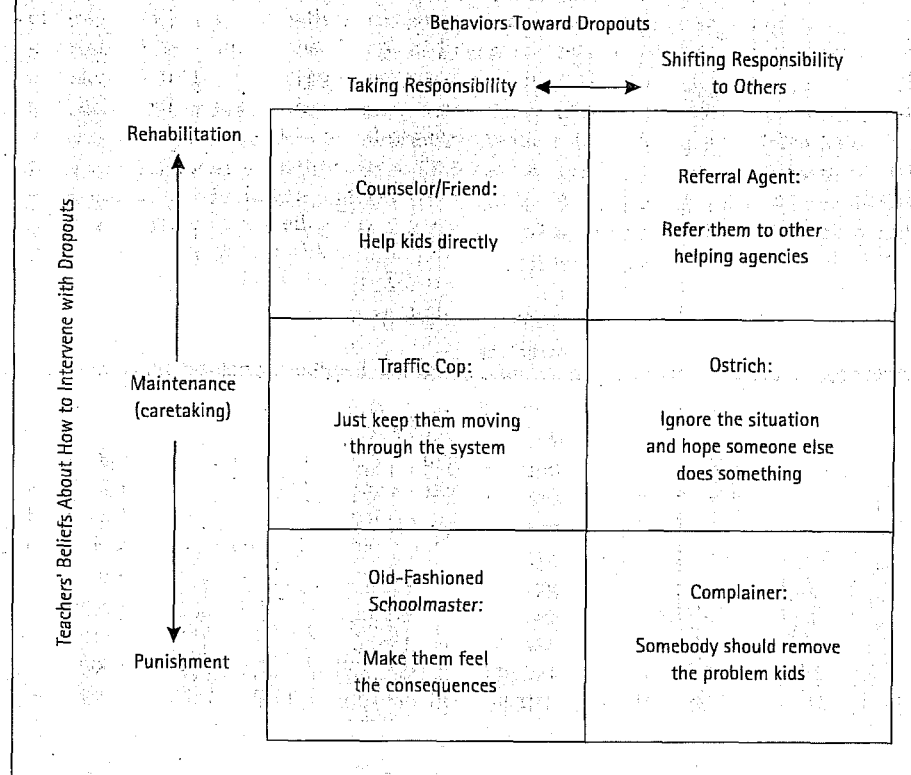 Behaviors Toward Dropouts
Taking Responsibility
Shifting Responsibility
to Others
Teachers' Beliefs About How to Intervene with Dropouts
Rehabilitation
Counselor/Friend:
Help kids directly
Referral Agent:
Refer them to other
helping agencies
Maintenance
(caretaking)
Traffic Cop:
Just keep them moving
through the system
Ostrich:
Ignore the situation
and hope someone else
does something
Punishment
Old-Fashioned
Schoolmaster:
Make them feel
the consequences
Complainer:
Somebody should remove
the problem kids